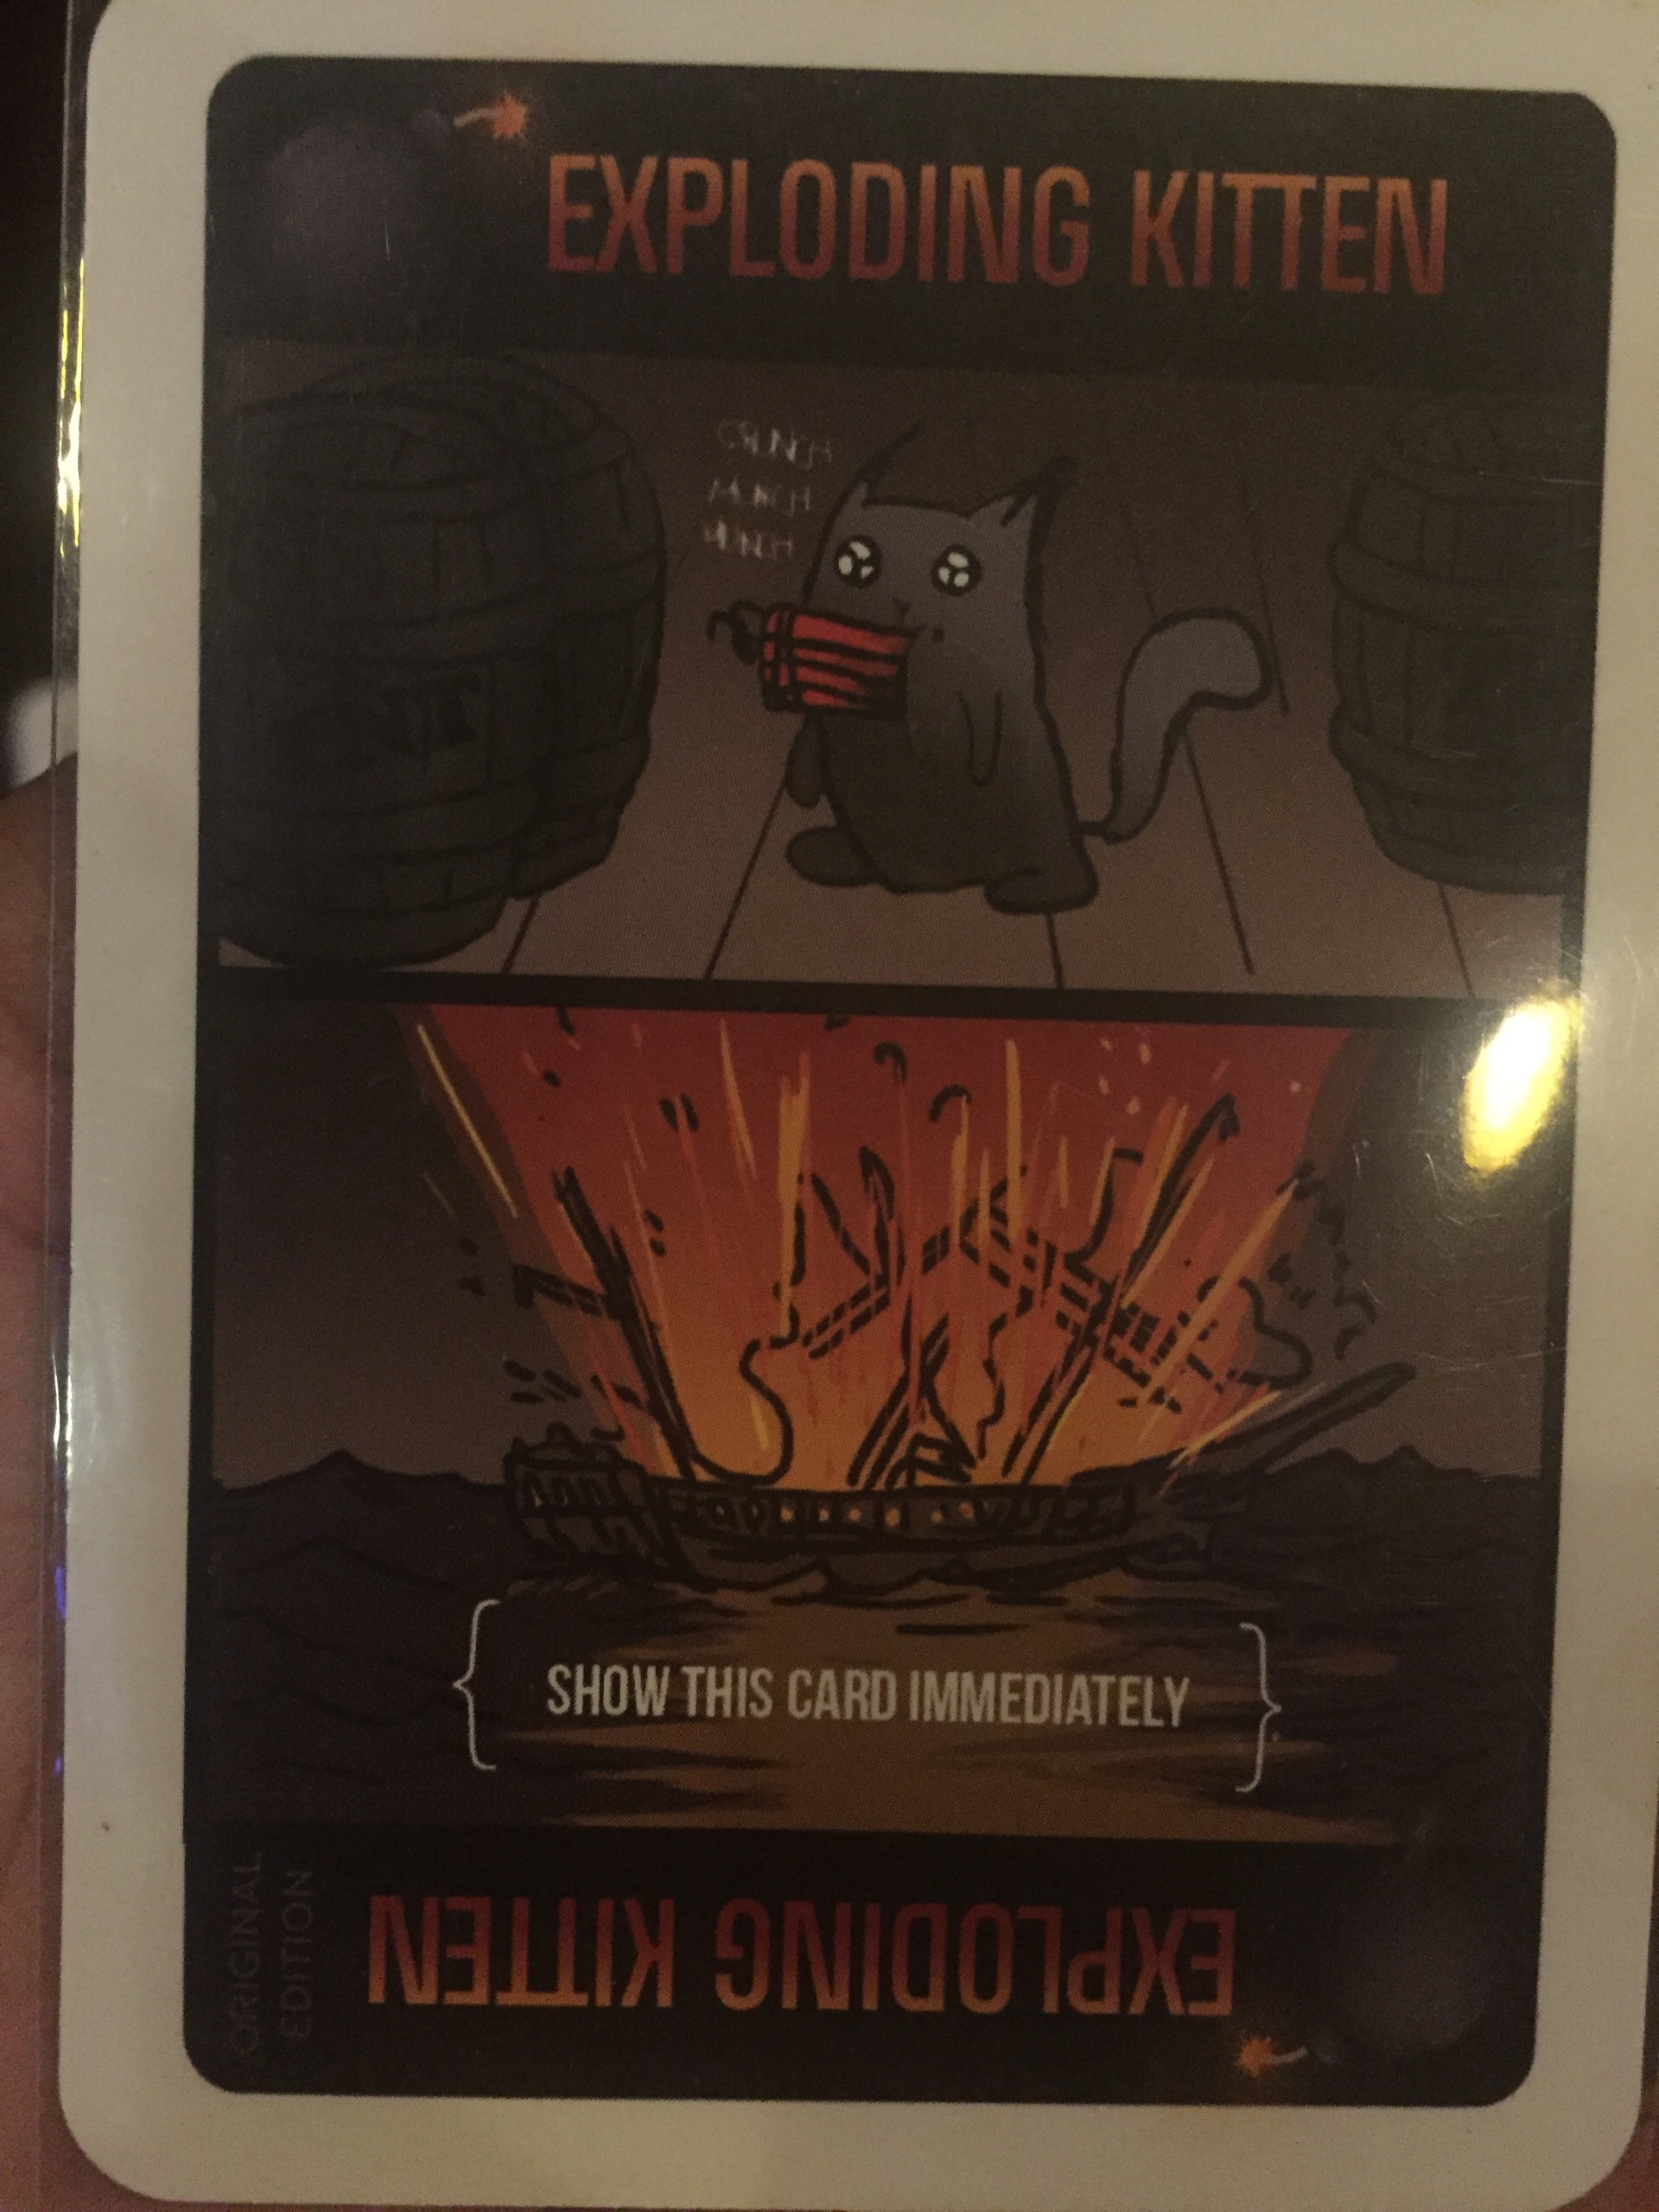 EXPLODING KITTEN
CRUNCH
MUNCH
MUNCH
SHOW THIS CARD IMMEDIATELY
ORIGINAL
EDITION
EXPLODING KITTEN